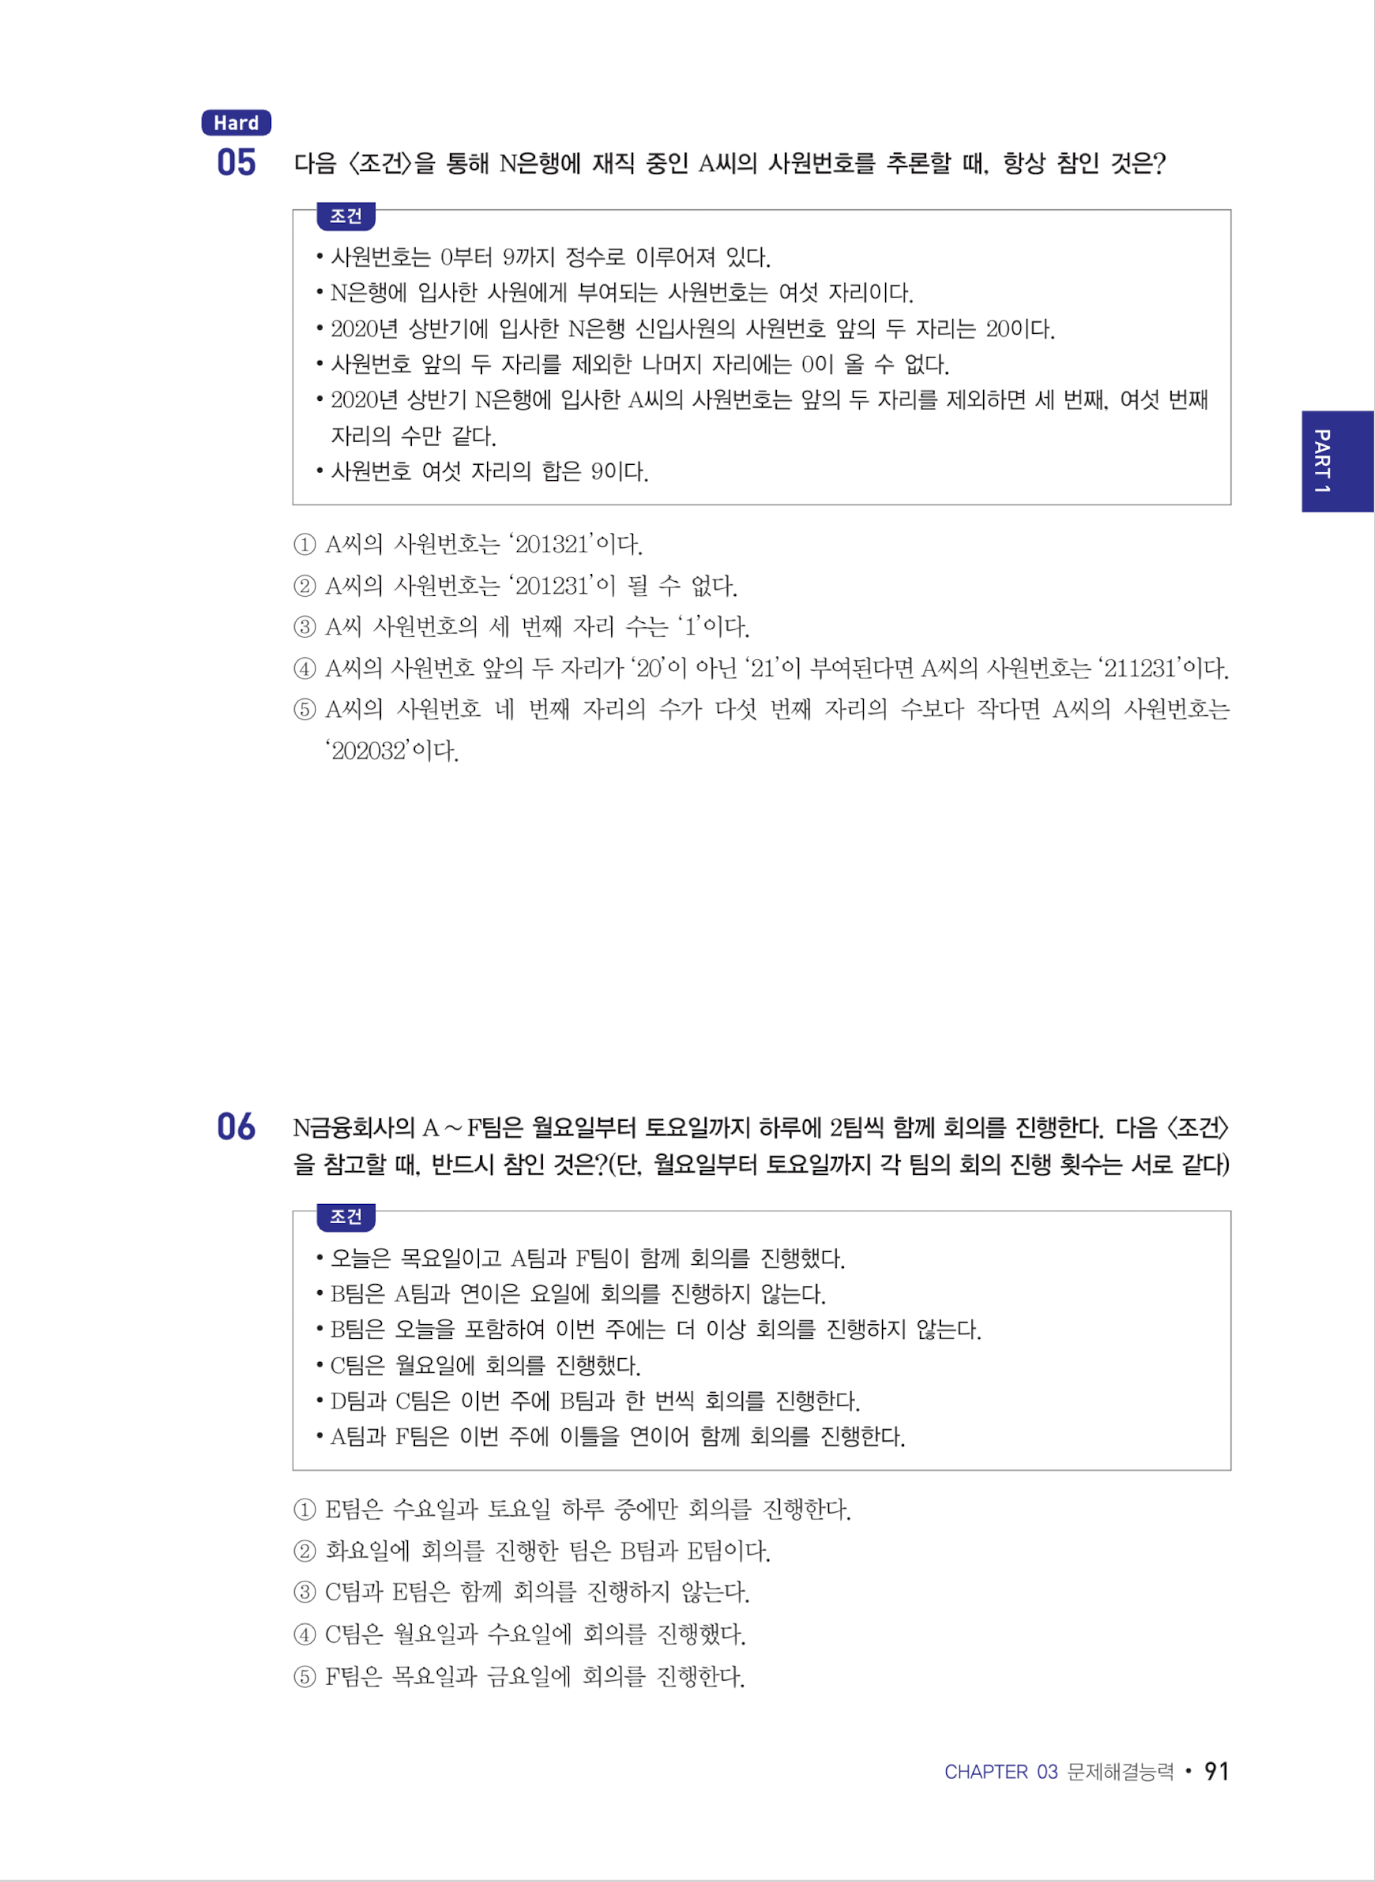 Hard
05 다음 〈조건〉을 통해 N은행에 재직 중인 A씨의 사원번호를 추론할 때, 항상 참인 것은?
조건
• 사원번호는 0부터 9까지 정수로 이루어져 있다.
• N은행에 입사한 사원에게 부여되는 사원번호는 여섯 자리이다.
• 2020년 상반기에 입사한 N은행 신입사원의 사원번호 앞의 두 자리는 20이다.
• 사원번호 앞의 두 자리를 제외한 나머지 자리에는 0이 올 수 없다.
• 2020년 상반기 N은행에 입사한 A씨의 사원번호는 앞의 두 자리를 제외하면 세 번째, 여섯 번째
자리의 수만 같다.
• 사원번호 여섯 자리의 합은 9이다.
① A씨의 사원번호는 ‘201321’이다.
② A씨의 사원번호는 ‘201231’이 될 수 없다.
③ A씨 사원번호의 세 번째 자리 수는 ‘1’이다.
④ A씨의 사원번호 앞의 두 자리가 ‘20’이 아닌 ‘21’이 부여된다면 A씨의 사원번호는 ‘211231’이다.
⑤ A씨의 사원번호 네 번째 자리의 수가 다섯 번째 자리의 수보다 작다면 A씨의 사원번호는
‘202032’이다.
PART 1
06 N금융회사의 A～F팀은 월요일부터 토요일까지 하루에 2팀씩 함께 회의를 진행한다. 다음 〈조건〉
을 참고할 때, 반드시 참인 것은?(단, 월요일부터 토요일까지 각 팀의 회의 진행 횟수는 서로 같다)
조건
• 오늘은 목요일이고 A팀과 F팀이 함께 회의를 진행했다.
• B팀은 A팀과 연이은 요일에 회의를 진행하지 않는다.
• B팀은 오늘을 포함하여 이번 주에는 더 이상 회의를 진행하지 않는다.
• C팀은 월요일에 회의를 진행했다.
• D팀과 C팀은 이번 주에 B팀과 한 번씩 회의를 진행한다.
• A팀과 F팀은 이번 주에 이틀을 연이어 함께 회의를 진행한다.
① E팀은 수요일과 토요일 하루 중에만 회의를 진행한다.
② 화요일에 회의를 진행한 팀은 B팀과 E팀이다.
③ C팀과 E팀은 함께 회의를 진행하지 않는다.
④ C팀은 월요일과 수요일에 회의를 진행했다.
⑤ F팀은 목요일과 금요일에 회의를 진행한다.
CHAPTER 03 문제해결능력 • 91